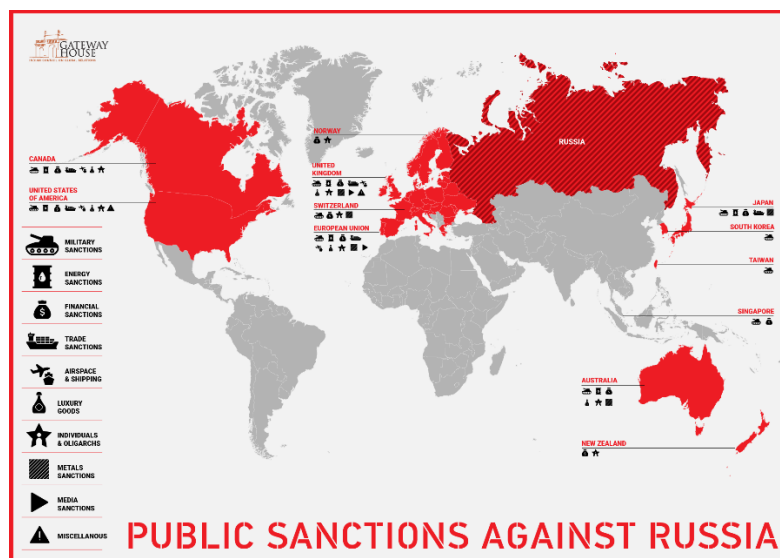 GATEWAY
HOUSE
NORWAY
RUSSIA
CANADA
UNITED
KINGDOM
UNITED STATES
OF AMERICA
SWITZERLAND
EUROPEAN UNION
JAPAN
SOUTH KOREA
TAIWAN
SINGAPORE
AUSTRALIA
NEW ZEALAND
MILITARY
SANCTIONS
ENERGY
SANCTIONS
$
FINANCIAL
SANCTIONS
TRADE
SANCTIONS
AIRSPACE
& SHIPPING
LUXURY
GOODS
INDIVIDUALS
& OLIGARCHS
METALS
SANCTIONS
MEDIA
SANCTIONS
MISCELLANOUS
PUBLIC SANCTIONS AGAINST RUSSIA